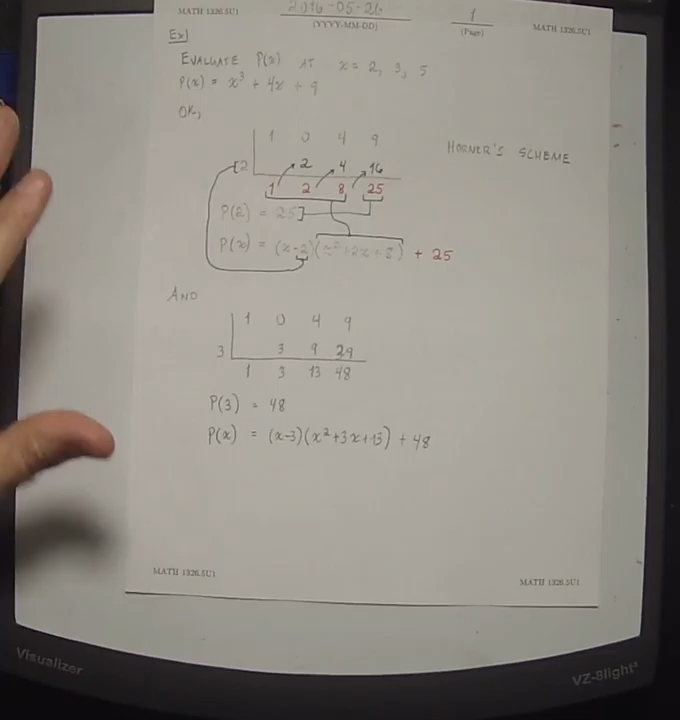 MATH 1326.5U1 2016-05-26 1 MATH 1326.5U1
(YYYY-MM-DD) (Page)
Ex1
EVALUATE P(x) AT x = 2, 3, 5
P(x) = x³ + 4x + 9
OK,
1 0 4 9
HORNER'S SCHEME
2 2 4 16
1 2 8 25
P(2) = 25
P(x) = (x-2)(x²+2x+8) + 25
AND
1 0 4 9
3 3 9 39
1 3 13 48
P(3) = 48
P(x) = (x-3)(x²+3x+13) + 48
MATH 1326.5U1 MATH 1326.5U1
Visualizer VZ-8light³